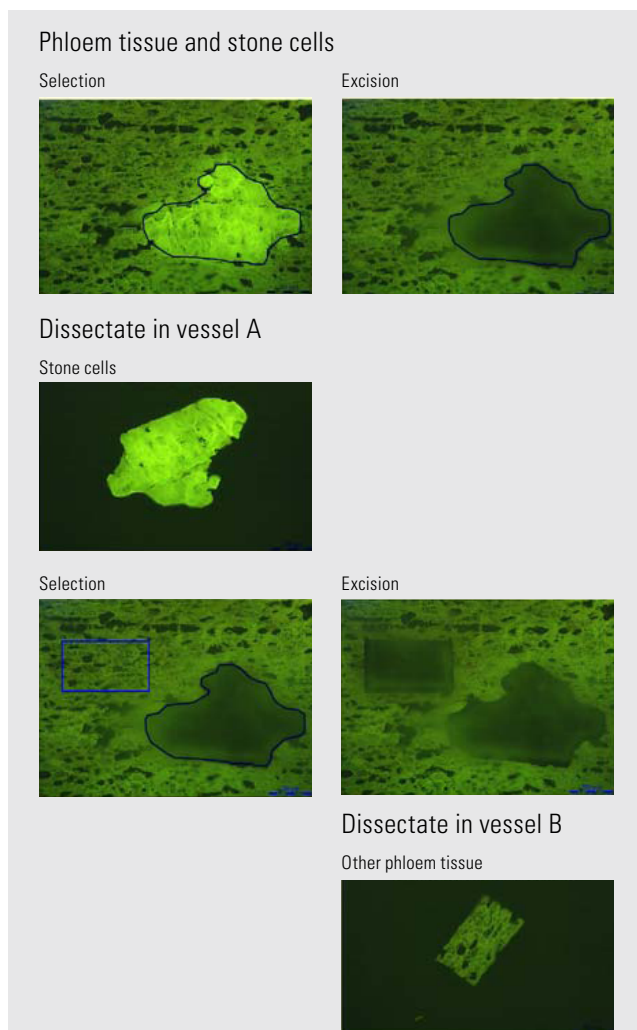 Phloem tissue and stone cells
Selection
Excision
Dissectate in vessel A
Stone cells
Selection
Excision
Dissectate in vessel B
Other phloem tissue